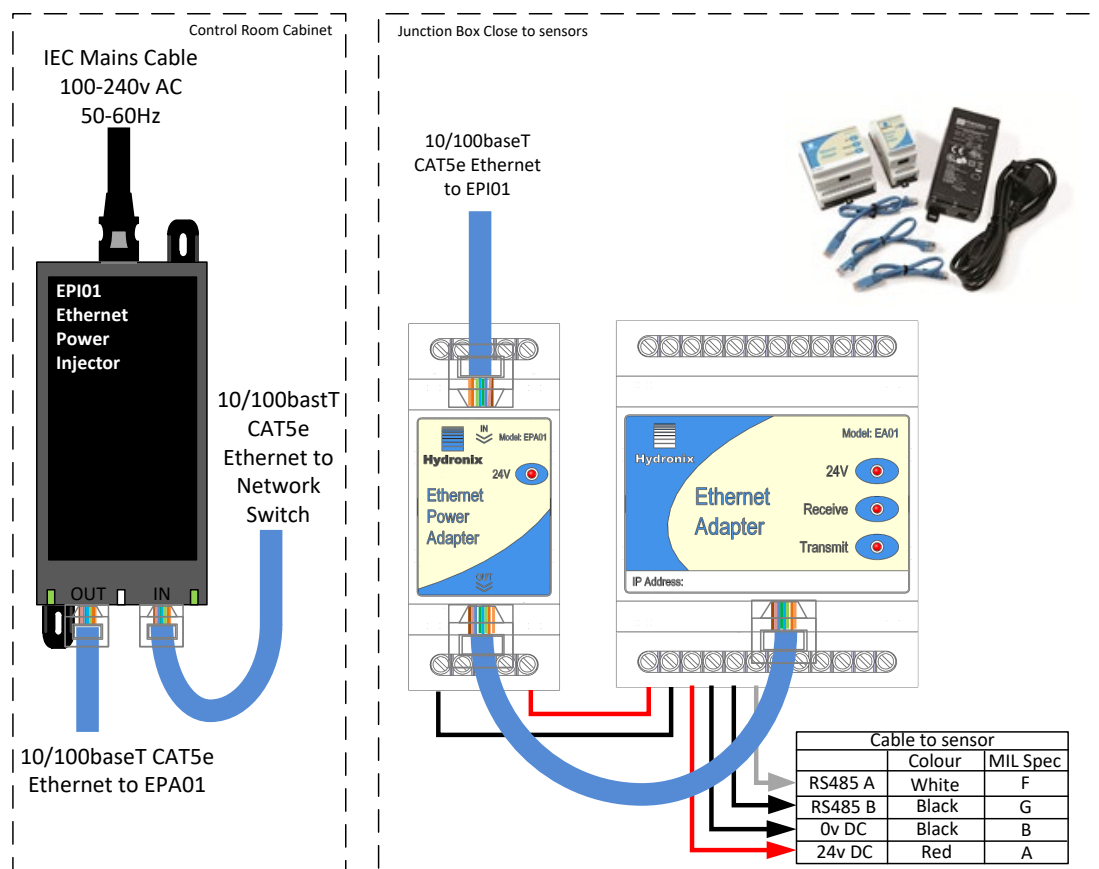 Control Room Cabinet
IEC Mains Cable
100-240v AC
50-60Hz
EPI01
Ethernet
Power
Injector
OUT
IN
10/100bastT
CAT5e
Ethernet to
Network
Switch
10/100baseT CAT5e
Ethernet to EPA01
Junction Box Close to sensors
10/100baseT
CAT5e Ethernet
to EPI01
IN
Model: EPA01
Hydronix
24V
Ethernet
Power
Adapter
OUT
Model: EA01
Hydronix
24V
Ethernet
Adapter
Receive
Transmit
IP Address:
Cable to sensor
Colour MIL Spec
RS485 A White F
RS485 B Black G
0v DC Black B
24v DC Red A